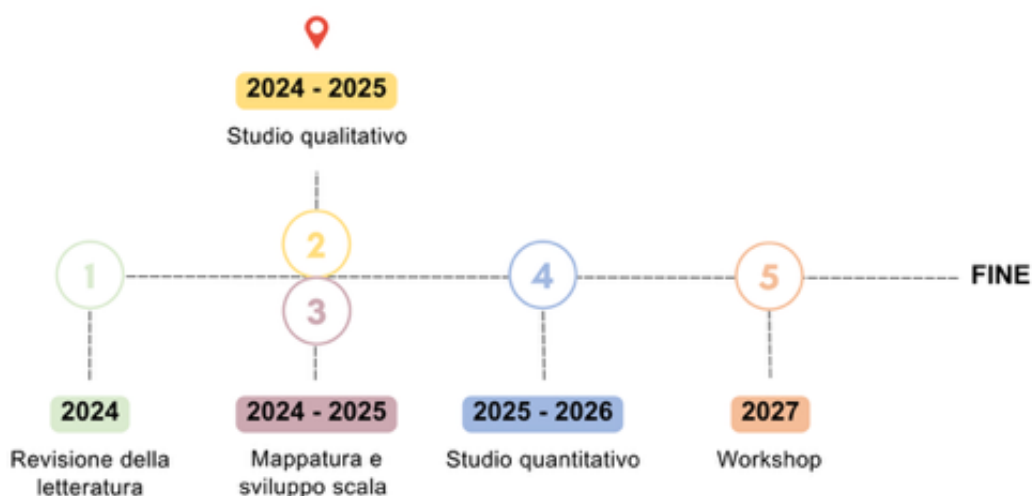 2024 - 2025
Studio qualitativo
1
2
3
4
5
FINE
2024
Revisione della
letteratura
2024 - 2025
Mappatura e
sviluppo scala
2025 - 2026
Studio quantitativo
2027
Workshop